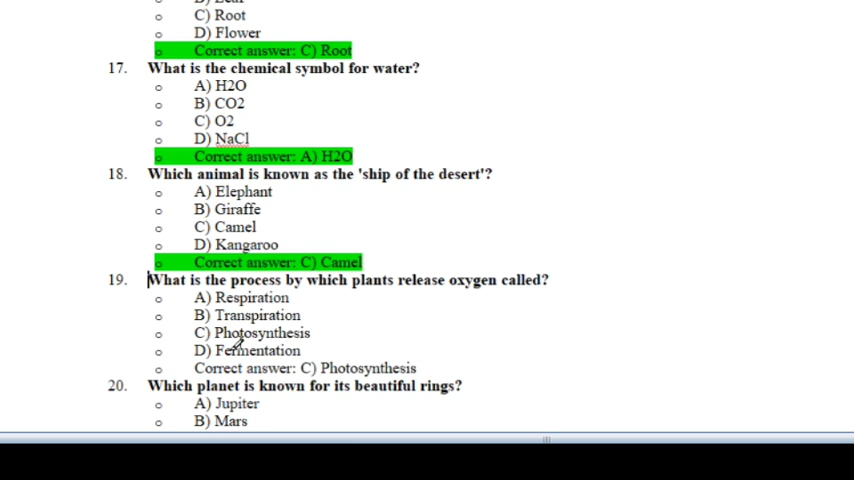 C) Root
D) Flower
Correct answer: C) Root
17. What is the chemical symbol for water?
A) H2O
B) CO2
C) O2
D) NaCl
Correct answer: A) H2O
18. Which animal is known as the 'ship of the desert'?
A) Elephant
B) Giraffe
C) Camel
D) Kangaroo
Correct answer: C) Camel
19. What is the process by which plants release oxygen called?
A) Respiration
B) Transpiration
C) Photosynthesis
D) Fermentation
Correct answer: C) Photosynthesis
20. Which planet is known for its beautiful rings?
A) Jupiter
B) Mars